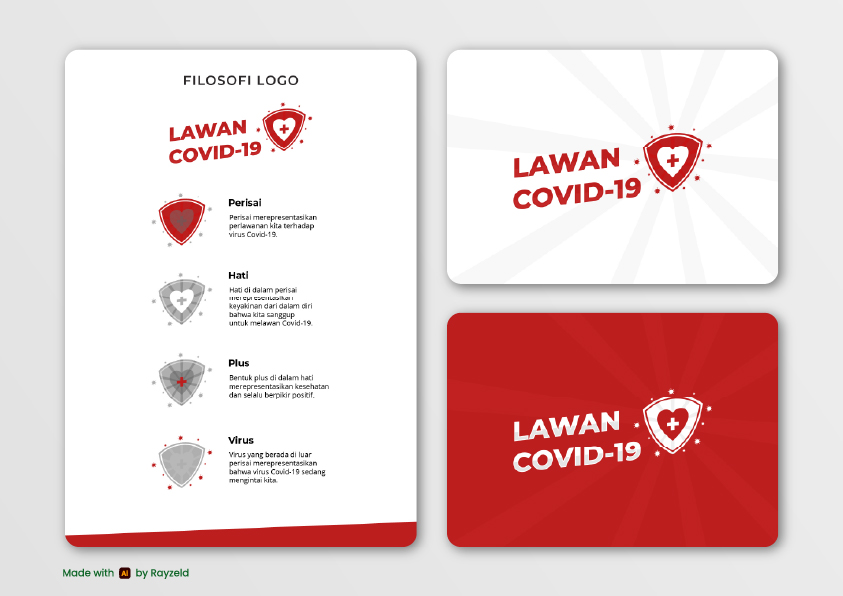 FILOSOFI LOGO
LAWAN
COVID-19
Perisai
Perisai merepresentasikan
perlawanan kita terhadap
virus Covid-19.
Hati
Hati di dalam perisai
merepresentasikan
keyakinan dari dalam diri
bahwa kita sanggup
untuk melawan Covid-19.
Plus
Bentuk plus di dalam hati
merepresentasikan kesehatan
dan selalu berpikir positif.
Virus
Virus yang berada di luar
perisai merepresentasikan
bahwa virus Covid-19 sedang
mengintai kita.
LAWAN
COVID-19
LAWAN
COVID-19
Made with Ai by Rayzeld